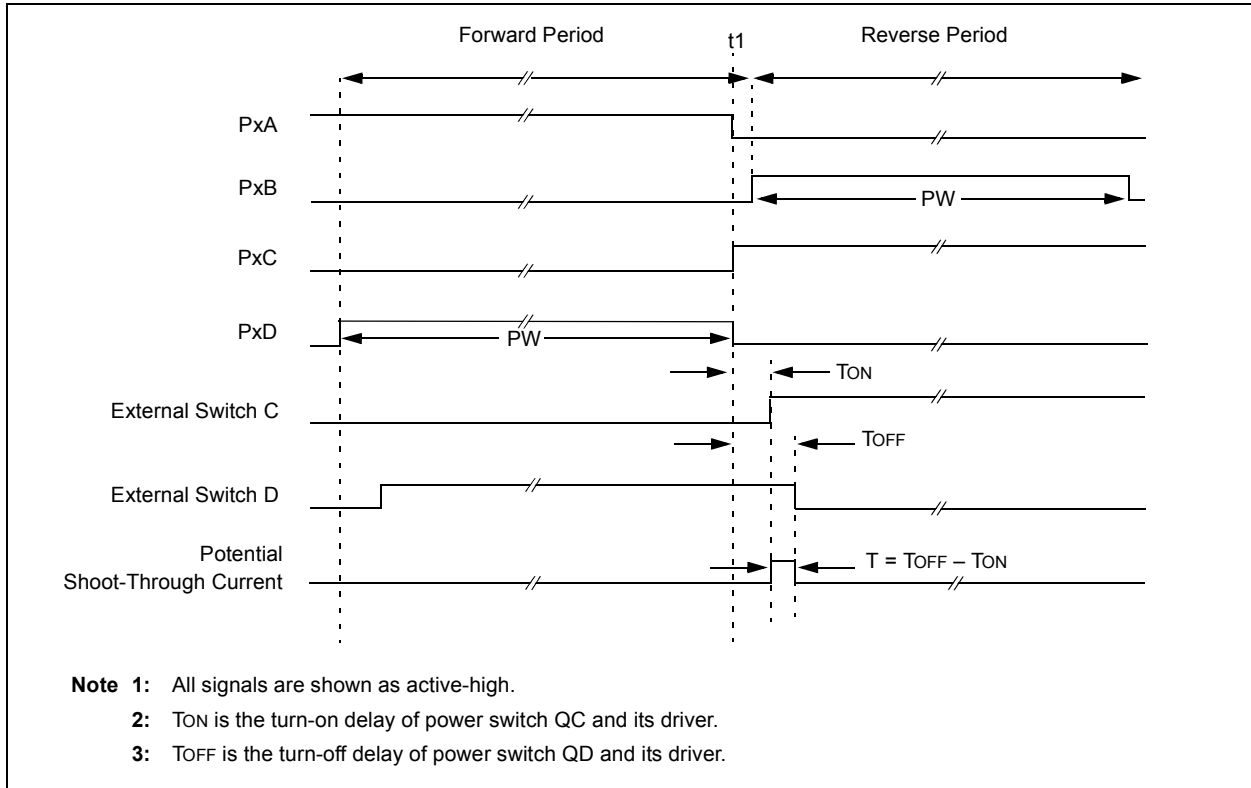 Forward Period
t1
Reverse Period
PxA
PxB
PW
PxC
PxD
PW
TON
External Switch C
TOFF
External Switch D
Potential
Shoot-Through Current
T = TOFF – TON
Note 1: All signals are shown as active-high.
2: TON is the turn-on delay of power switch QC and its driver.
3: TOFF is the turn-off delay of power switch QD and its driver.